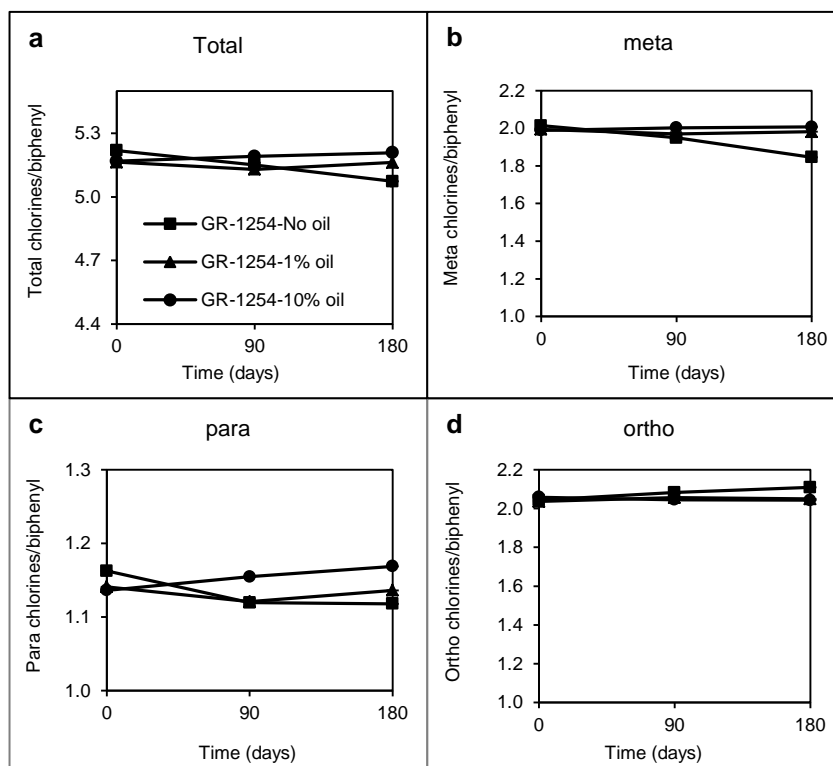 a
Total
Total chlorines/biphenyl
5.3
5.0
4.7
4.4
GR-1254-No oil
GR-1254-1% oil
GR-1254-10% oil
0
90
180
Time (days)
b
meta
Meta chlorines/biphenyl
2.2
2.0
1.8
1.6
1.4
1.2
1.0
0
90
180
Time (days)
c
para
Para chlorines/biphenyl
1.3
1.2
1.1
1.0
0
90
180
Time (days)
d
ortho
Ortho chlorines/biphenyl
2.2
2.0
1.8
1.6
1.4
1.2
1.0
0
90
180
Time (days)